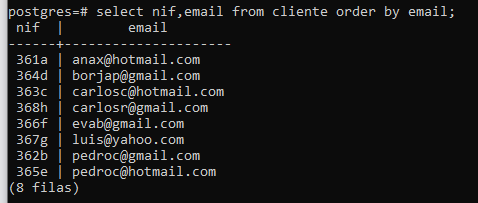 postgres=# select nif,email from cliente order by email;
 nif  |        email
------+----------------------
 361a | anax@hotmail.com
 364d | borjap@gmail.com
 363c | carlosc@hotmail.com
 368h | carlosr@gmail.com
 366f | evab@gmail.com
 367g | luis@yahoo.com
 362b | pedroc@gmail.com
 365e | pedroc@hotmail.com
(8 filas)